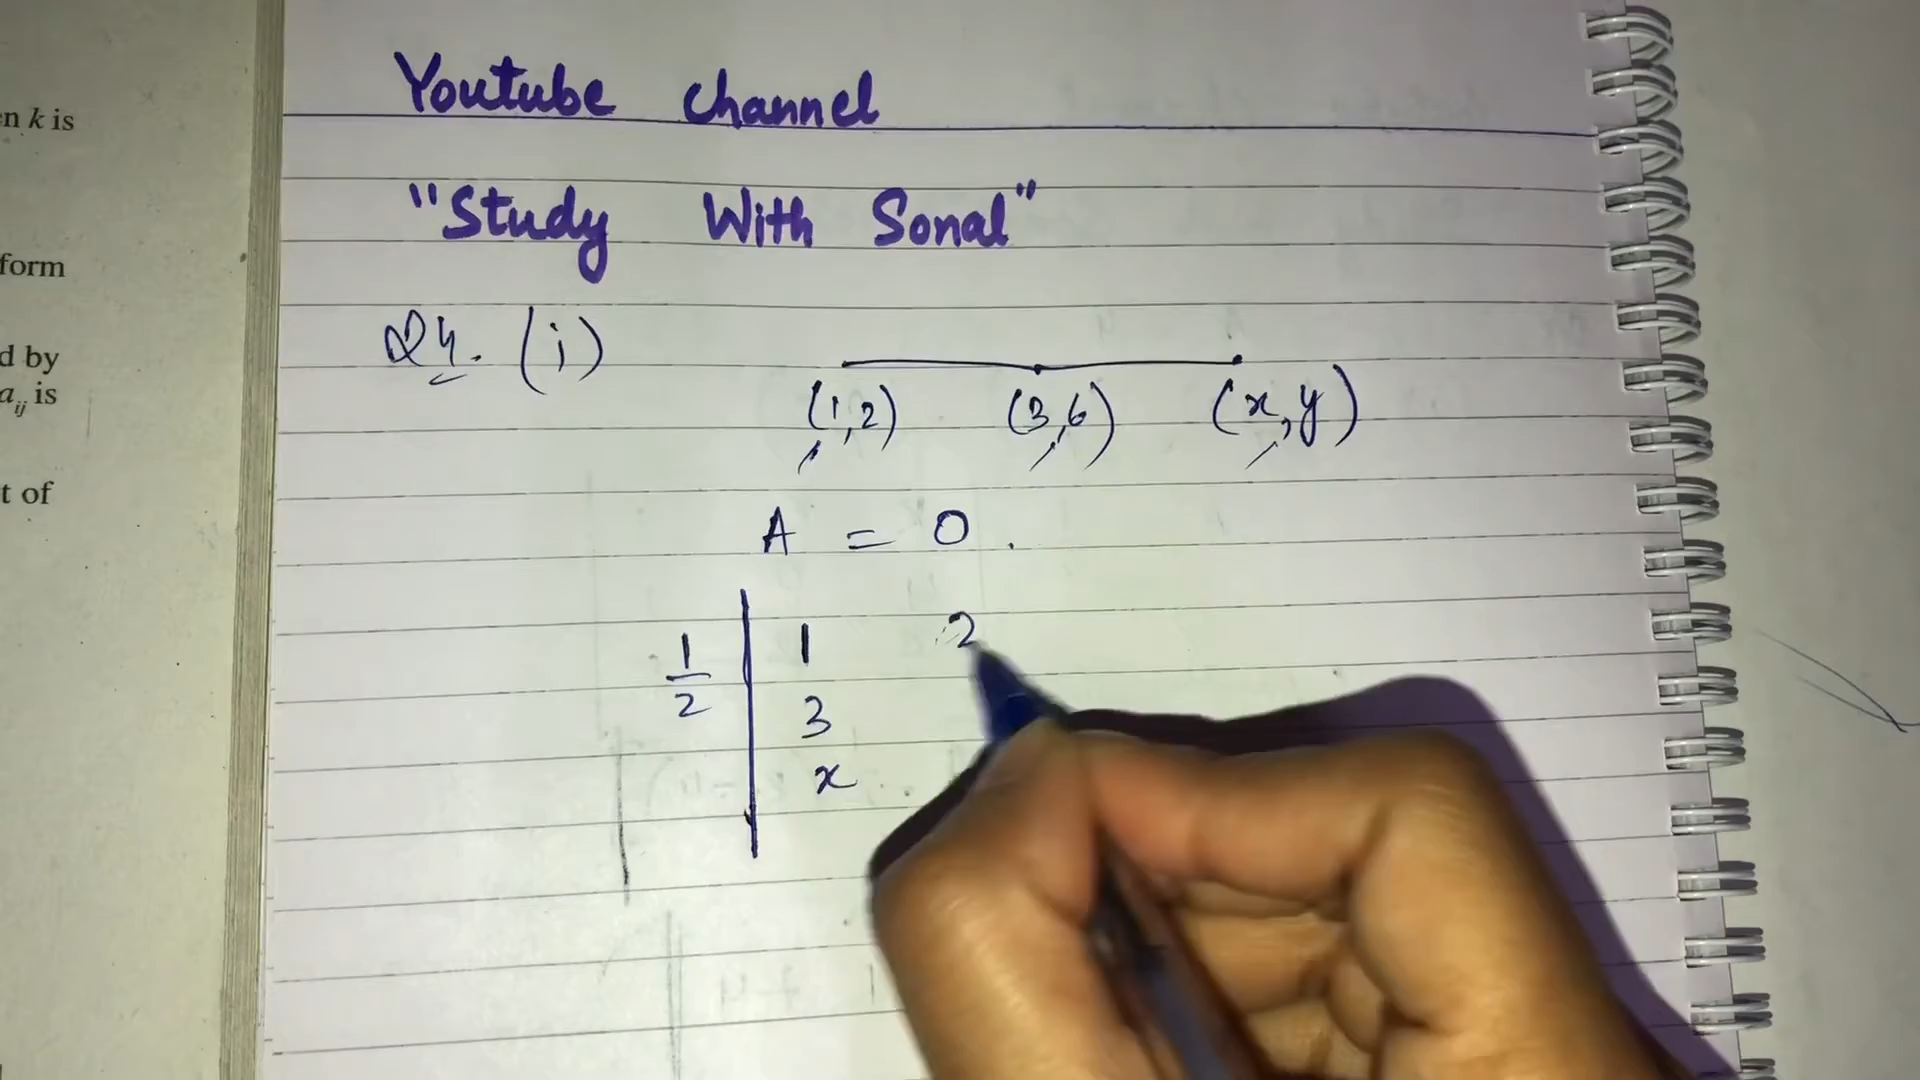 n k is
form
d by
a_ij is
t of
Youtube channel
"Study With Sonal"
Q4. (i)
(1,2) (3,6) (x,y)
A = 0.
1/2 | 1 2
3
x